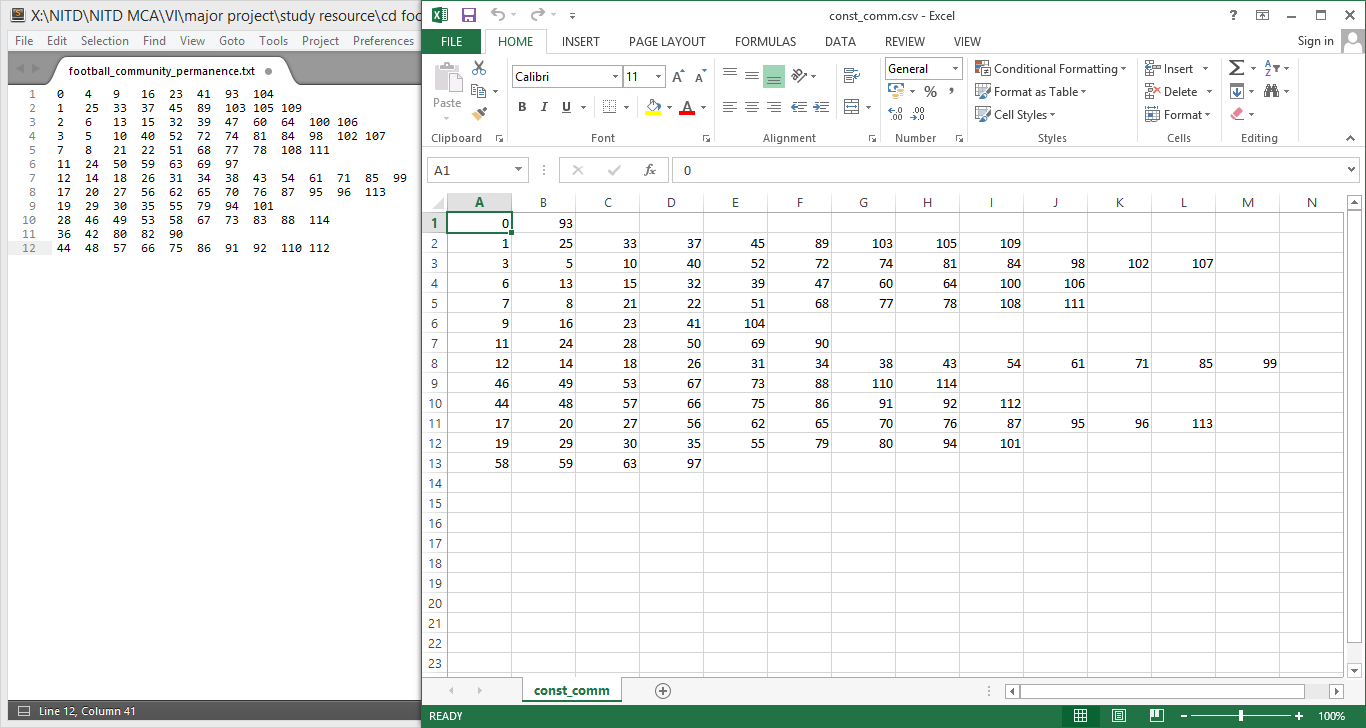 X:\NITD\NITD MCA\VI\major project\study resource\cd foo
File Edit Selection Find View Goto Tools Project Preferences
football_community_permanence.txt
1 0 4 9 16 23 41 93 104
2 1 25 33 37 45 89 103 105 109
3 2 6 13 15 32 39 47 60 64 100 106
4 3 5 10 40 52 72 74 81 84 98 102 107
5 7 8 21 22 51 68 77 78 108 111
6 11 24 50 59 63 69 97
7 12 14 18 26 31 34 38 43 54 61 71 85 99
8 17 20 27 56 62 65 70 76 87 95 96 113
9 19 29 30 35 55 79 94 101
10 28 46 49 53 58 67 73 83 88 114
11 36 42 80 82 90
12 44 48 57 66 75 86 91 92 110 112
Line 12, Column 41
const_comm.csv - Excel
?
Sign in
FILE HOME INSERT PAGE LAYOUT FORMULAS DATA REVIEW VIEW
Paste
Clipboard
Calibri 11
B I U
Font
Alignment
General
%
Number
Conditional Formatting
Format as Table
Cell Styles
Styles
Insert
Delete
Format
Cells
Editing
A1 fx 0
A B C D E F G H I J K L M N
1 0 93
2 1 25 33 37 45 89 103 105 109
3 3 5 10 40 52 72 74 81 84 98 102 107
4 6 13 15 32 39 47 60 64 100 106
5 7 8 21 22 51 68 77 78 108 111
6 9 16 23 41 104
7 11 24 28 50 69 90
8 12 14 18 26 31 34 38 43 54 61 71 85 99
9 46 49 53 67 73 88 110 114
10 44 48 57 66 75 86 91 92 112
11 17 20 27 56 62 65 70 76 87 95 96 113
12 19 29 30 35 55 79 80 94 101
13 58 59 63 97
14
15
16
17
18
19
20
21
22
23
const_comm
READY
100%